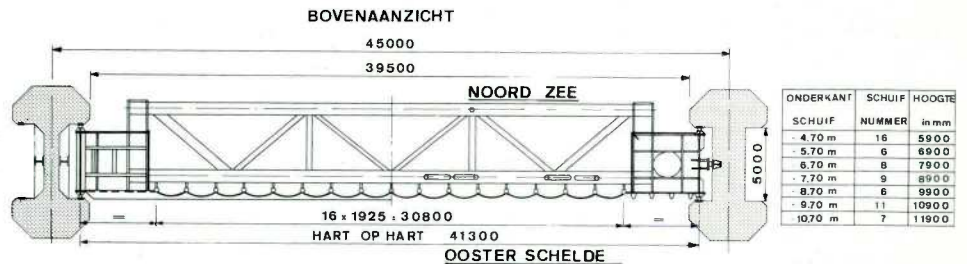 BOVENAANZICHT
45000
39500
NOORD ZEE
5000
16 x 1925 = 30800
HART OP HART 41300
OOSTER SCHELDE
ONDERKANT SCHUIF HOOGTE
SCHUIF NUMMER in mm
- 4.70 m 16 5900
- 5.70 m 6 6900
- 6.70 m 8 7900
- 7.70 m 9 8900
- 8.70 m 6 9900
- 9.70 m 11 10900
- 10.70 m 7 11900